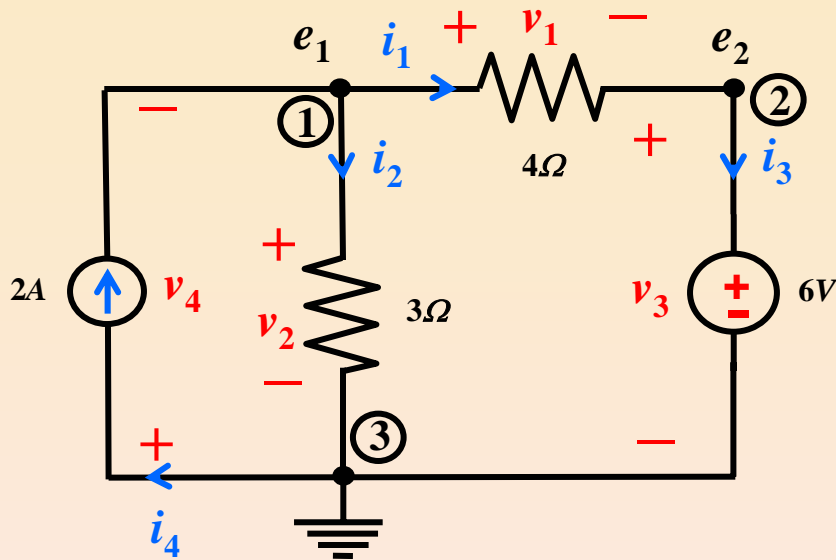 e₁ i₁ + v₁ − e₂
− ① ②
i₂ 4Ω + i₃
+
2A v₄ v₂ 3Ω v₃ + − 6V
−
+ ③ −
i₄